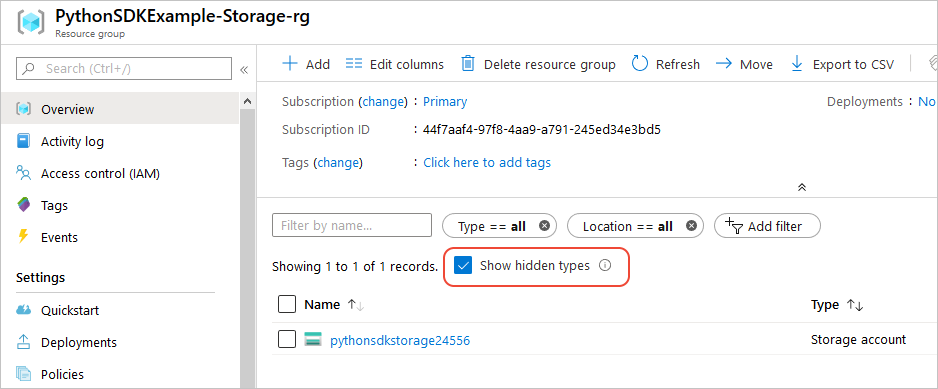 PythonSDKExample-Storage-rg
Resource group
Search (Ctrl+/)
Overview
Activity log
Access control (IAM)
Tags
Events
Settings
Quickstart
Deployments
Policies
Add
Edit columns
Delete resource group
Refresh
Move
Export to CSV
Subscription (change) : Primary
Deployments : No
Subscription ID : 44f7aaf4-97f8-4aa9-a791-245ed34e3bd5
Tags (change) : Click here to add tags
Filter by name...
Type == all
Location == all
Add filter
Showing 1 to 1 of 1 records.
Show hidden types
Name
Type
pythonsdkstorage24556
Storage account